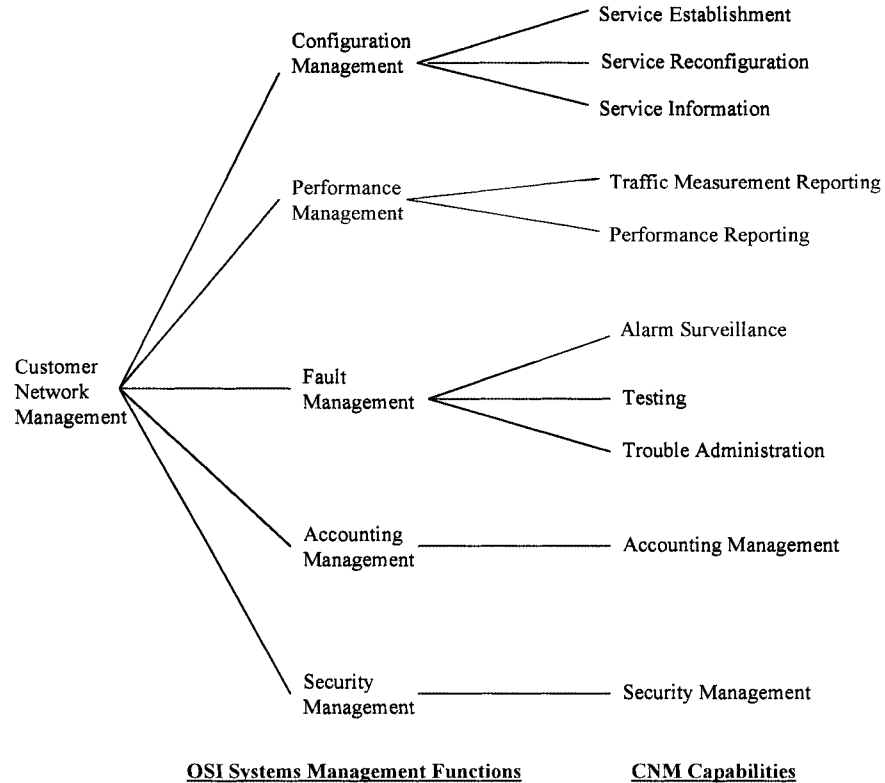 Service Establishment
Configuration
Management
Service Reconfiguration
Service Information
Performance
Management
Traffic Measurement Reporting
Performance Reporting
Alarm Surveillance
Customer
Network
Management
Fault
Management
Testing
Trouble Administration
Accounting
Management
Accounting Management
Security
Management
Security Management
OSI Systems Management Functions
CNM Capabilities